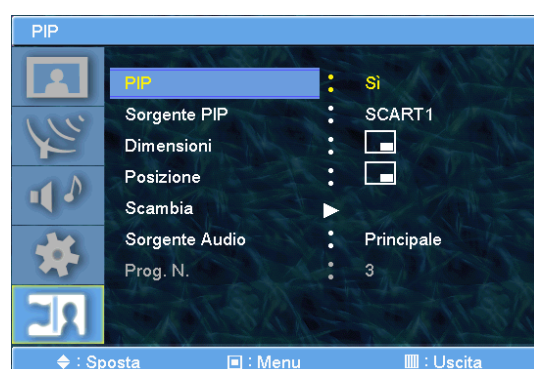 PIP
PIP : Sì
Sorgente PIP : SCART1
Dimensioni :
Posizione :
Scambia
Sorgente Audio : Principale
Prog. N. : 3
: Sposta : Menu : Uscita